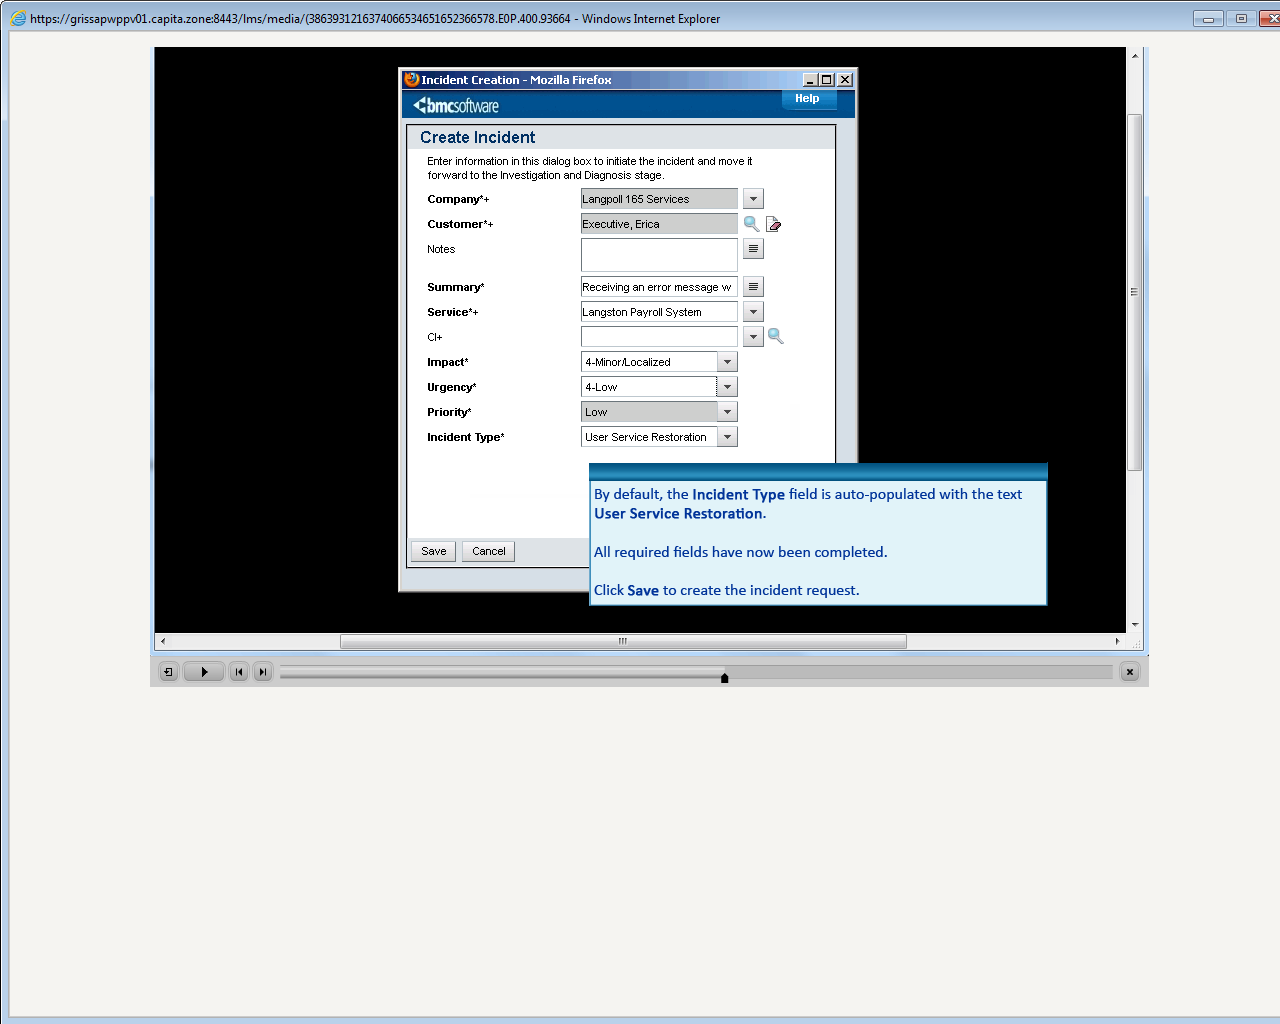 https://grissapwppv01.capita.zone:8443/lms/media/(3863931216374066534651652366578.E0P.400.93664 - Windows Internet Explorer
Incident Creation - Mozilla Firefox
bmcsoftware
Help
Create Incident
Enter information in this dialog box to initiate the incident and move it
forward to the Investigation and Diagnosis stage.
Company*+ Langpoll 165 Services
Customer*+ Executive, Erica
Notes
Summary* Receiving an error message w
Service*+ Langston Payroll System
CI+
Impact* 4-Minor/Localized
Urgency* 4-Low
Priority* Low
Incident Type* User Service Restoration
By default, the Incident Type field is auto-populated with the text
User Service Restoration.
All required fields have now been completed.
Click Save to create the incident request.
Save Cancel